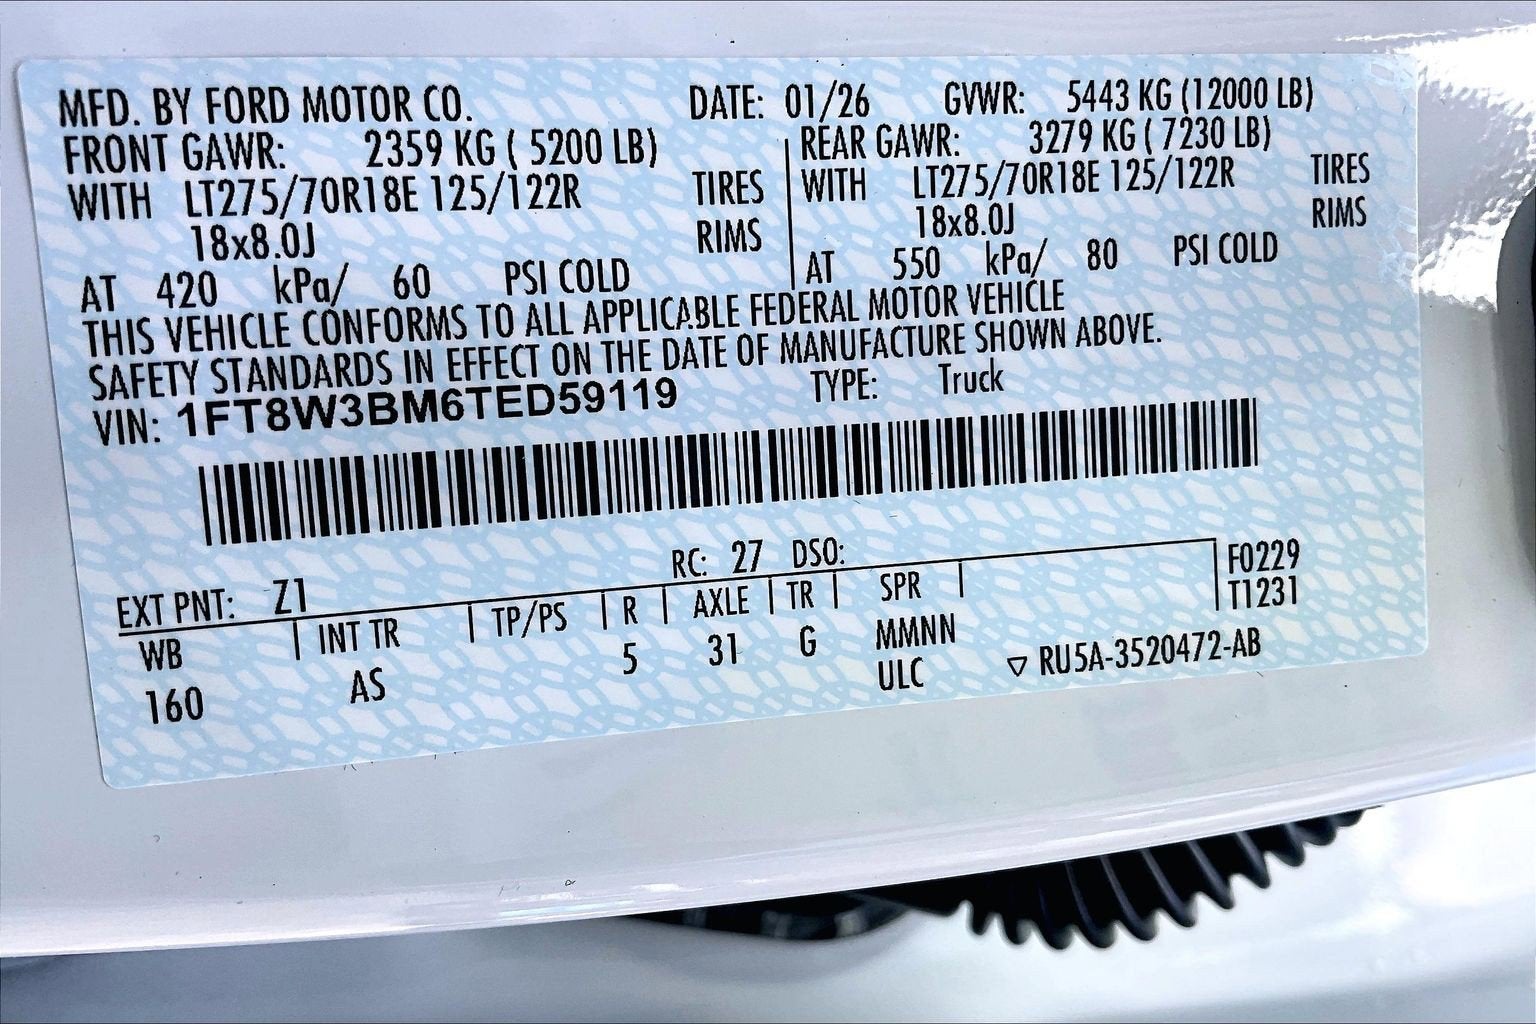 MFD. BY FORD MOTOR CO. DATE: 01/26 GVWR: 5443 KG (12000 LB)
FRONT GAWR: 2359 KG ( 5200 LB) REAR GAWR: 3279 KG ( 7230 LB)
WITH LT275/70R18E 125/122R TIRES WITH LT275/70R18E 125/122R TIRES
18x8.0J RIMS 18x8.0J RIMS
AT 420 kPa/ 60 PSI COLD AT 550 kPa/ 80 PSI COLD
THIS VEHICLE CONFORMS TO ALL APPLICABLE FEDERAL MOTOR VEHICLE
SAFETY STANDARDS IN EFFECT ON THE DATE OF MANUFACTURE SHOWN ABOVE.
VIN: 1FT8W3BM6TED59119 TYPE: Truck
EXT PNT: Z1 RC: 27 DSO: F0229
WB INT TR TP/PS R AXLE TR SPR T1231
160 AS 5 31 G MMNN
ULC ▽ RU5A-3520472-AB